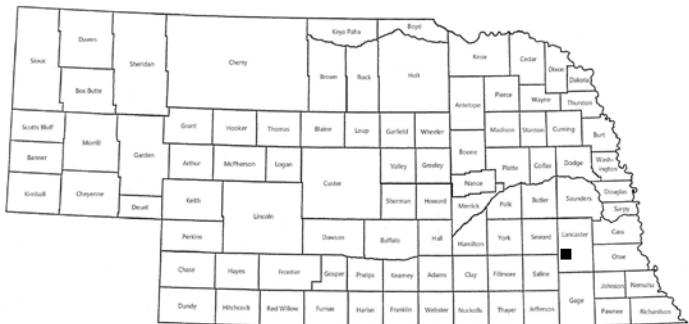 Sioux
Dawes
Sheridan
Cherry
Keya Paha
Boyd
Box Butte
Brown
Rock
Holt
Knox
Cedar
Dixon
Dakota
Antelope
Pierce
Wayne
Thurston
Scotts Bluff
Banner
Kimball
Morrill
Cheyenne
Garden
Deuel
Grant
Hooker
Thomas
Blaine
Loup
Garfield
Wheeler
Arthur
McPherson
Logan
Custer
Valley
Greeley
Boone
Madison
Stanton
Cuming
Burt
Platte
Colfax
Dodge
Wash-
ington
Nance
Keith
Lincoln
Sherman
Howard
Merrick
Polk
Butler
Saunders
Douglas
Sarpy
Perkins
Dawson
Buffalo
Hall
Hamilton
York
Seward
Lancaster
Cass
Otoe
Chase
Hayes
Frontier
Gosper
Phelps
Kearney
Adams
Clay
Fillmore
Saline
Gage
Johnson
Nemaha
Dundy
Hitchcock
Red Willow
Furnas
Harlan
Franklin
Webster
Nuckolls
Thayer
Jefferson
Pawnee
Richardson